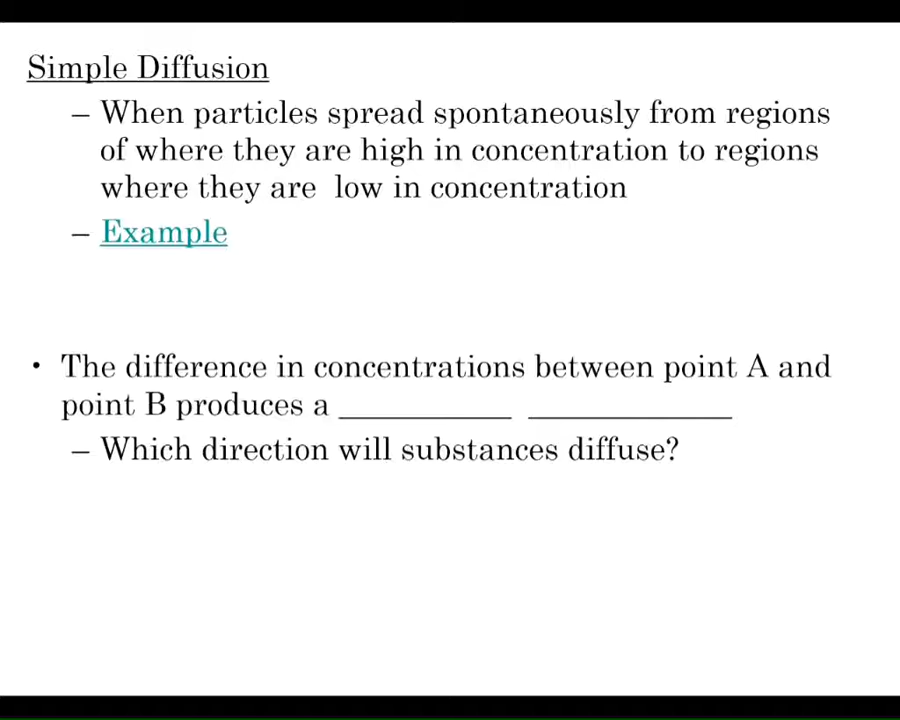 Simple Diffusion
– When particles spread spontaneously from regions
of where they are high in concentration to regions
where they are low in concentration
– Example
• The difference in concentrations between point A and
point B produces a ___________ _____________
– Which direction will substances diffuse?